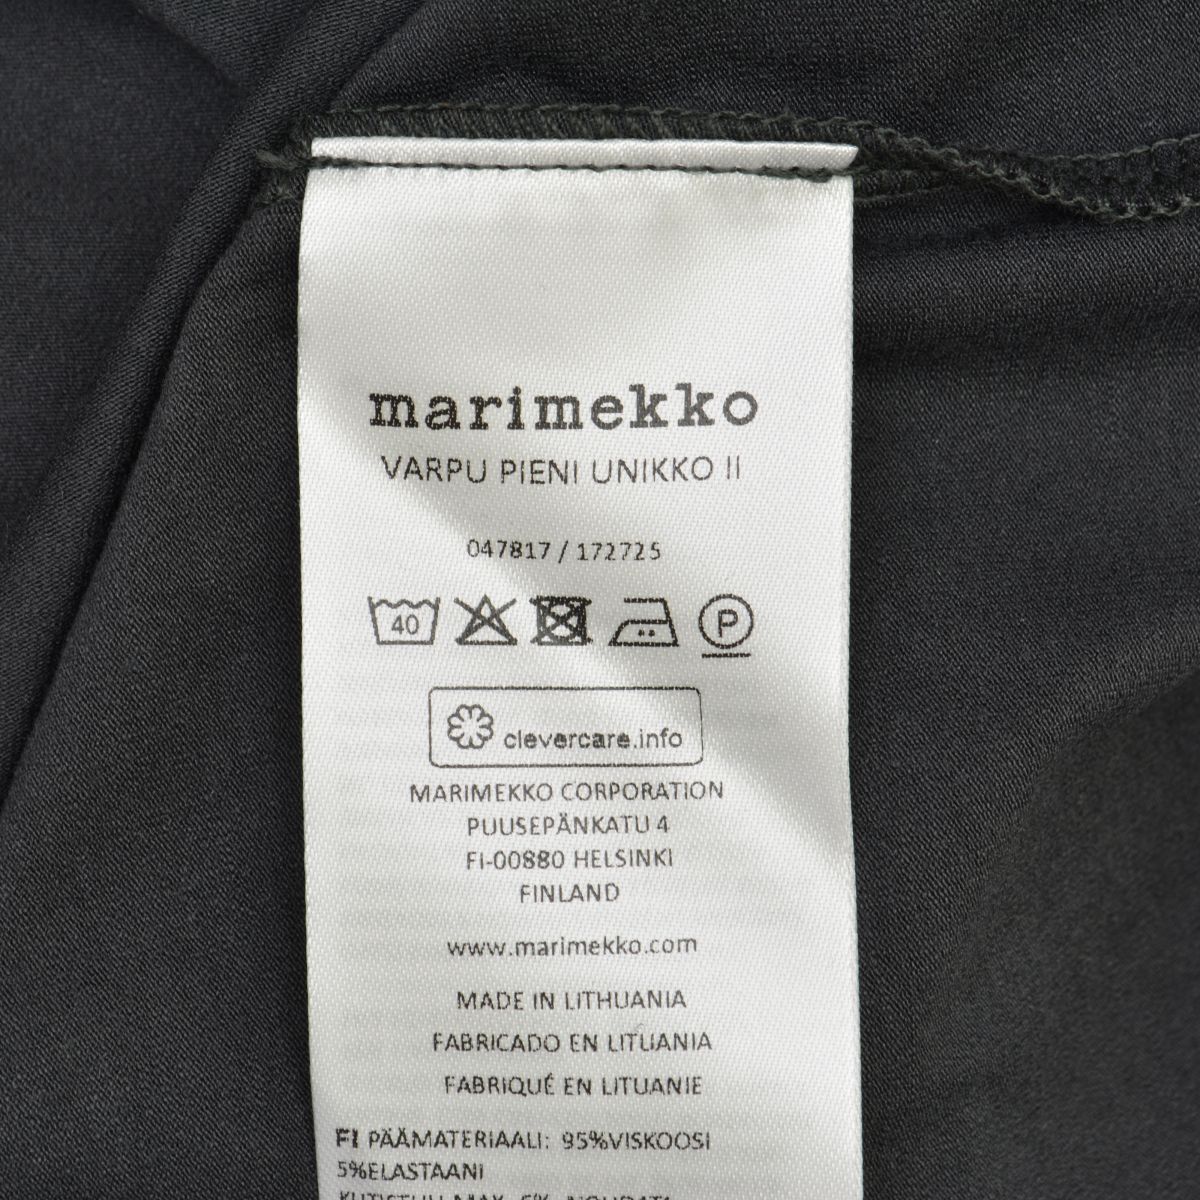 marimekko
VARPU PIENI UNIKKO II
047817 / 172725
40 P
clevercare.info
MARIMEKKO CORPORATION
PUUSEPÄNKATU 4
FI-00880 HELSINKI
FINLAND
www.marimekko.com
MADE IN LITHUANIA
FABRICADO EN LITUANIA
FABRIQUÉ EN LITUANIE
FI PÄÄMATERIAALI: 95%VISKOOSI
5%ELASTAANI